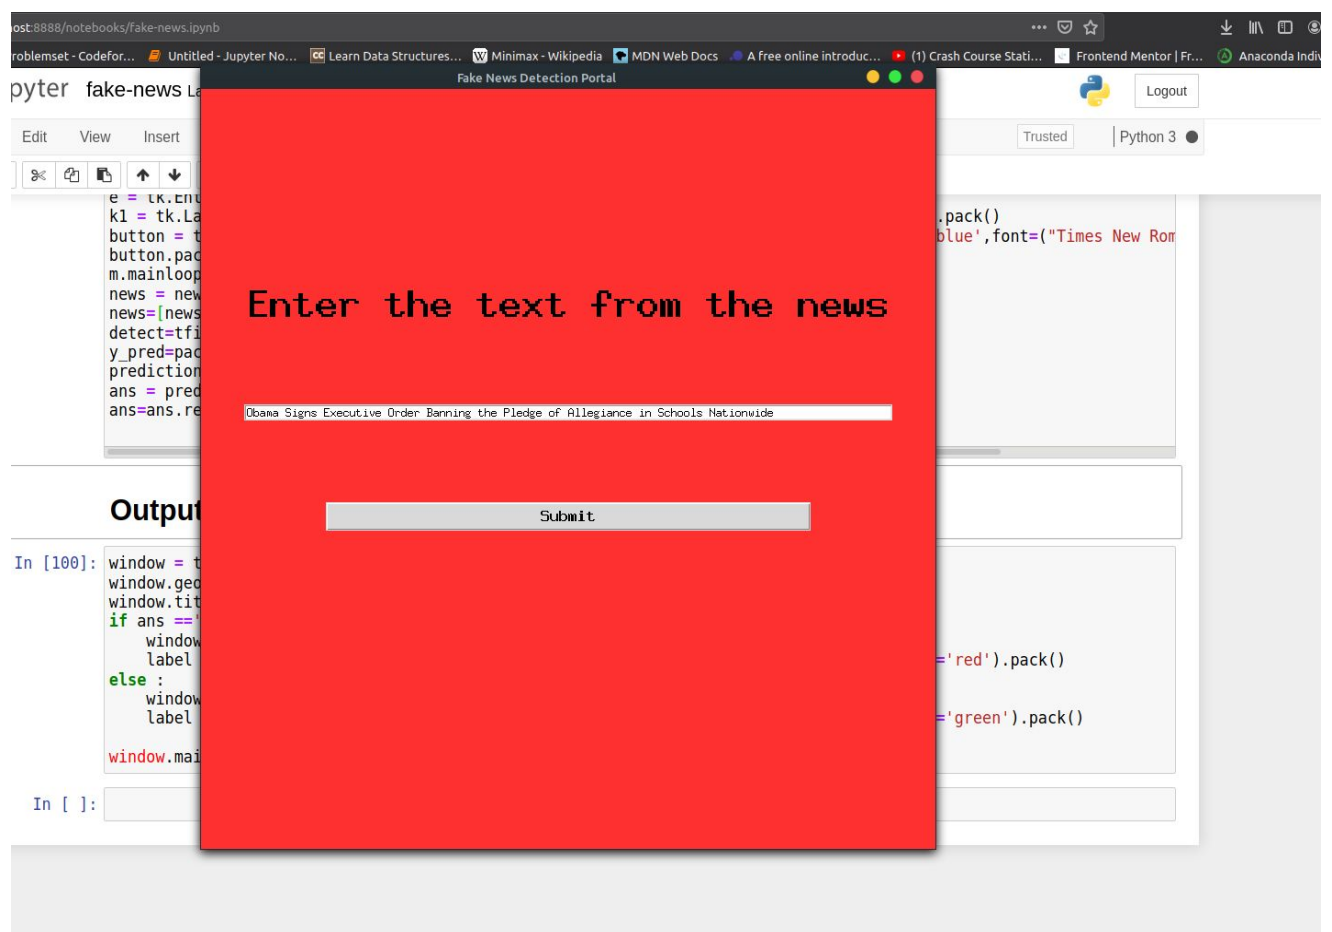 ost:8888/notebooks/fake-news.ipynb
roblemset - Codefor... Untitled - Jupyter No... Learn Data Structures... Minimax - Wikipedia MDN Web Docs A free online introduc... (1) Crash Course Stati... Frontend Mentor | Fr... Anaconda Indiv
Fake News Detection Portal
pyter fake-news La
Logout
Edit View Insert
Trusted
Python 3
e = tk.Ent
k1 = tk.La .pack()
button = t blue',font=("Times New Rom
button.pac
m.mainloop
news = new
news=[news
detect=tfi
y_pred=pac
prediction
ans = pred
ans=ans.re
Enter the text from the news
Obama Signs Executive Order Banning the Pledge of Allegiance in Schools Nationwide
Submit
Output
In [100]: window = t
window.geo
window.tit
if ans =='
window
label ='red').pack()
else :
window
label ='green').pack()
window.mai
In [ ]: